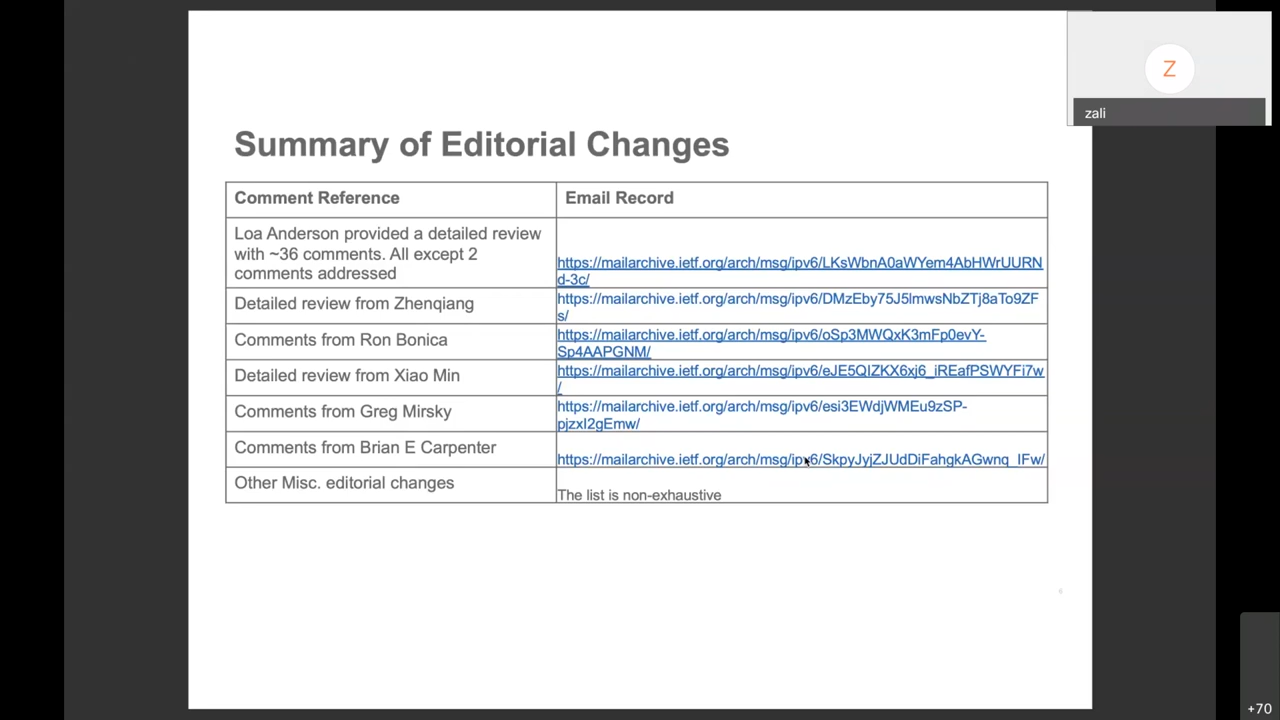 Z
zali
Summary of Editorial Changes
Comment Reference
Email Record
Loa Anderson provided a detailed review
with ~36 comments. All except 2
comments addressed
https://mailarchive.ietf.org/arch/msg/ipv6/LKsWbnA0aWYem4AbHWrUURN
d-3c/
Detailed review from Zhenqiang
https://mailarchive.ietf.org/arch/msg/ipv6/DMzEby75J5lmwsNbZTj8aTo9ZF
s/
Comments from Ron Bonica
https://mailarchive.ietf.org/arch/msg/ipv6/oSp3MWQxK3mFp0evY-
Sp4AAPGNM/
Detailed review from Xiao Min
https://mailarchive.ietf.org/arch/msg/ipv6/eJE5QIZKX6xj6_iREafPSWYFi7w
/
Comments from Greg Mirsky
https://mailarchive.ietf.org/arch/msg/ipv6/esi3EWdjWMEu9zSP-
pjzxI2gEmw/
Comments from Brian E Carpenter
https://mailarchive.ietf.org/arch/msg/ipv6/SkpyJyjZJUdDiFahgkAGwnq_IFw/
Other Misc. editorial changes
The list is non-exhaustive
+70